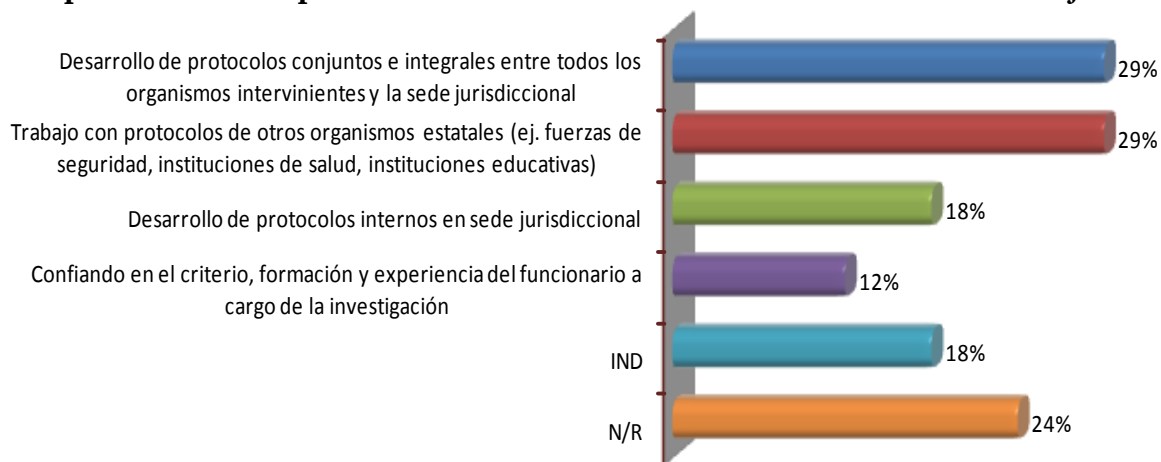 Desarrollo de protocolos conjuntos e integrales entre todos los
organismos intervinientes y la sede jurisdiccional
29%
Trabajo con protocolos de otros organismos estatales (ej. fuerzas de
seguridad, instituciones de salud, instituciones educativas)
29%
Desarrollo de protocolos internos en sede jurisdiccional
18%
Confiando en el criterio, formación y experiencia del funcionario a
cargo de la investigación
12%
IND
18%
N/R
24%